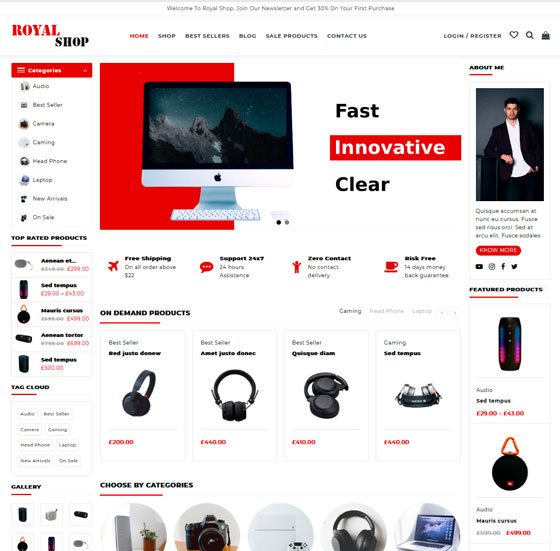 Welcome To Royal Shop, Join Our Newsletter and Get 30% On Your First Purchase
ROYAL
SHOP
HOME SHOP BEST SELLERS BLOG SALE PRODUCTS CONTACT US
LOGIN / REGISTER
Categories
Audio
Best Seller
Camera
Gaming
Head Phone
Laptop
New Arrivals
On Sale
TOP RATED PRODUCTS
Aenean et...
£349.00 £299.00
Sed tempus
£29.00 – £43.00
Mauris cursus
£599.00 £499.00
Aenean tortor
£799.00 £699.00
Sed tempus
£300.00
TAG CLOUD
Audio Best Seller
Camera Gaming
Head Phone Laptop
New Arrivals On Sale
GALLERY
Fast
Innovative
Clear
Free Shipping
On all order above
$22
Support 24x7
24 hours
Assistance
Zero Contact
No contact
delivery
Risk Free
14 days money
back guarantee
ON DEMAND PRODUCTS
Gaming Head Phone Laptop
Best Seller
Red justo donew
£200.00
Best Seller
Amet justo donec
£440.00
Best Seller
Quisque diam
£410.00
Gaming
Sed tempus
£440.00
CHOOSE BY CATEGORIES
ABOUT ME
Quisque accumsan at
nunc eu cursus. Fusce
sed risus orci. Sed at
arcu elit. Fusce sodales
KNOW MORE
FEATURED PRODUCTS
Audio
Sed tempus
£29.00 – £43.00
Audio
Mauris cursus
£599.00 £499.00